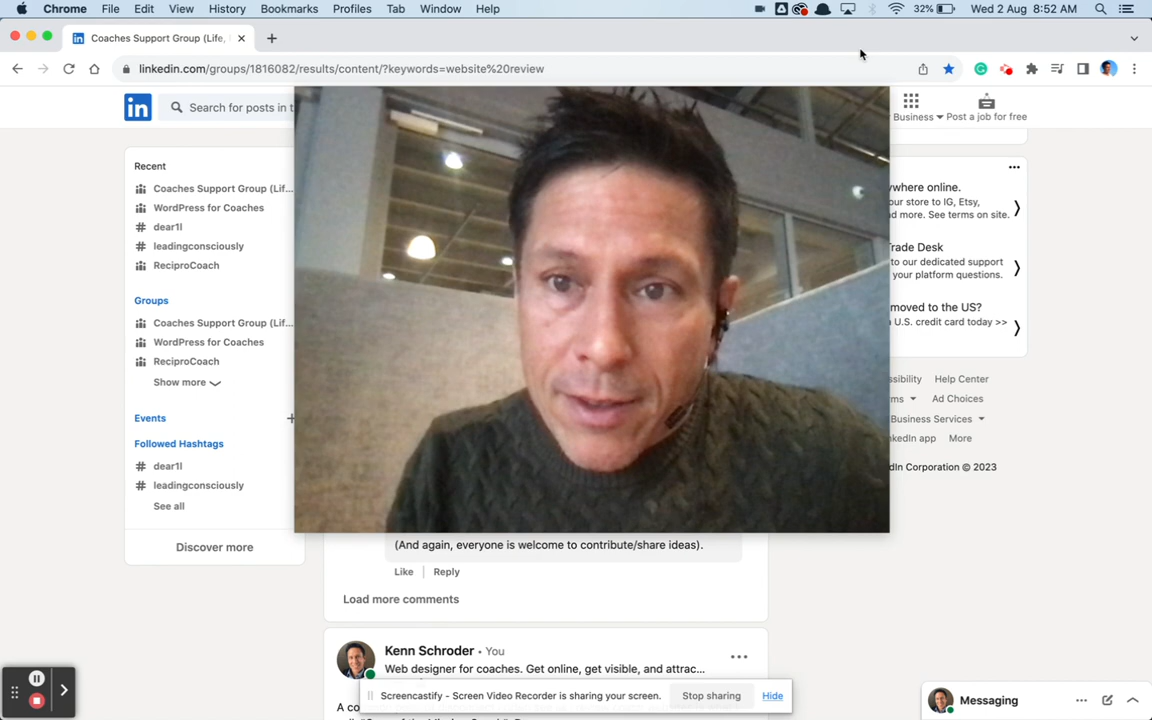 Chrome File Edit View History Bookmarks Profiles Tab Window Help 32% Wed 2 Aug 8:52 AM
Coaches Support Group (Life,
linkedin.com/groups/1816082/results/content/?keywords=website%20review
in
Search for posts in t
Business
Post a job for free
Recent
Coaches Support Group (Lif...
WordPress for Coaches
# dear1l
# leadingconsciously
ReciproCoach
Groups
Coaches Support Group (Lif...
WordPress for Coaches
ReciproCoach
Show more
Events
Followed Hashtags
# dear1l
# leadingconsciously
See all
Discover more
ywhere online.
our store to IG, Etsy,
nd more. See terms on site.
Trade Desk
to our dedicated support
your platform questions.
moved to the US?
U.S. credit card today >>
ssibility Help Center
ms Ad Choices
Business Services
nkedIn app More
edIn Corporation © 2023
(And again, everyone is welcome to contribute/share ideas).
Like | Reply
Load more comments
Kenn Schroder • You
Web designer for coaches. Get online, get visible, and attrac...
Screencastify - Screen Video Recorder is sharing your screen. Stop sharing Hide
Messaging